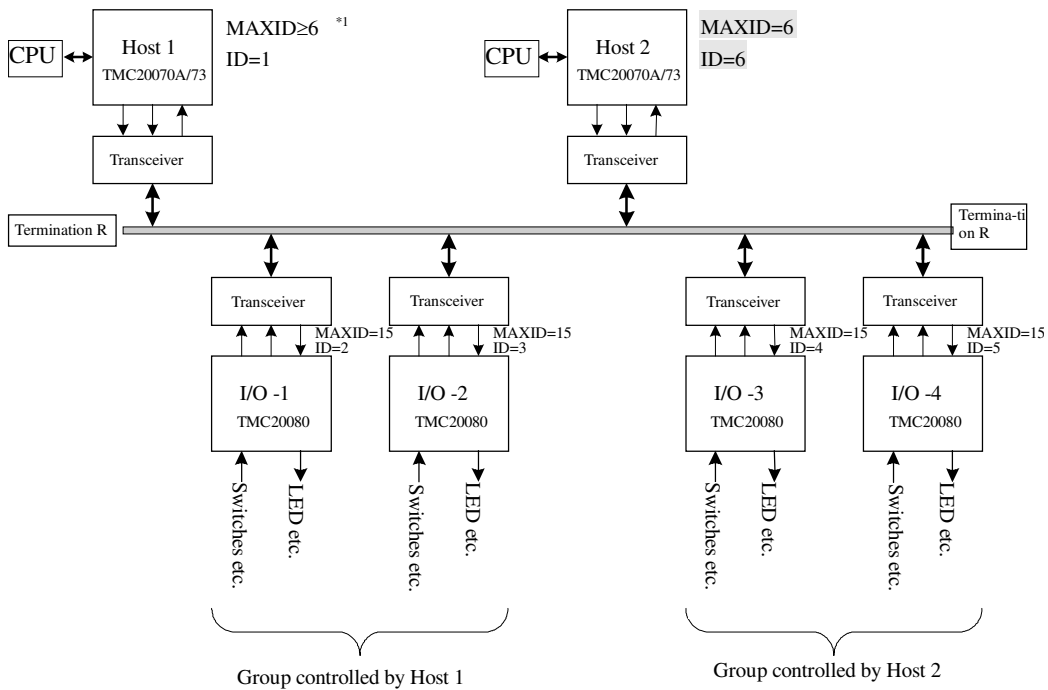 CPU
Host 1
TMC20070A/73
MAXID≥6 *1
ID=1
CPU
Host 2
TMC20070A/73
MAXID=6
ID=6
Transceiver
Transceiver
Termination R
Termina-ti
on R
Transceiver
Transceiver
Transceiver
Transceiver
MAXID=15
ID=2
MAXID=15
ID=3
MAXID=15
ID=4
MAXID=15
ID=5
I/O -1
TMC20080
I/O -2
TMC20080
I/O -3
TMC20080
I/O -4
TMC20080
Switches etc.
LED etc.
Switches etc.
LED etc.
Switches etc.
LED etc.
Switches etc.
LED etc.
Group controlled by Host 1
Group controlled by Host 2